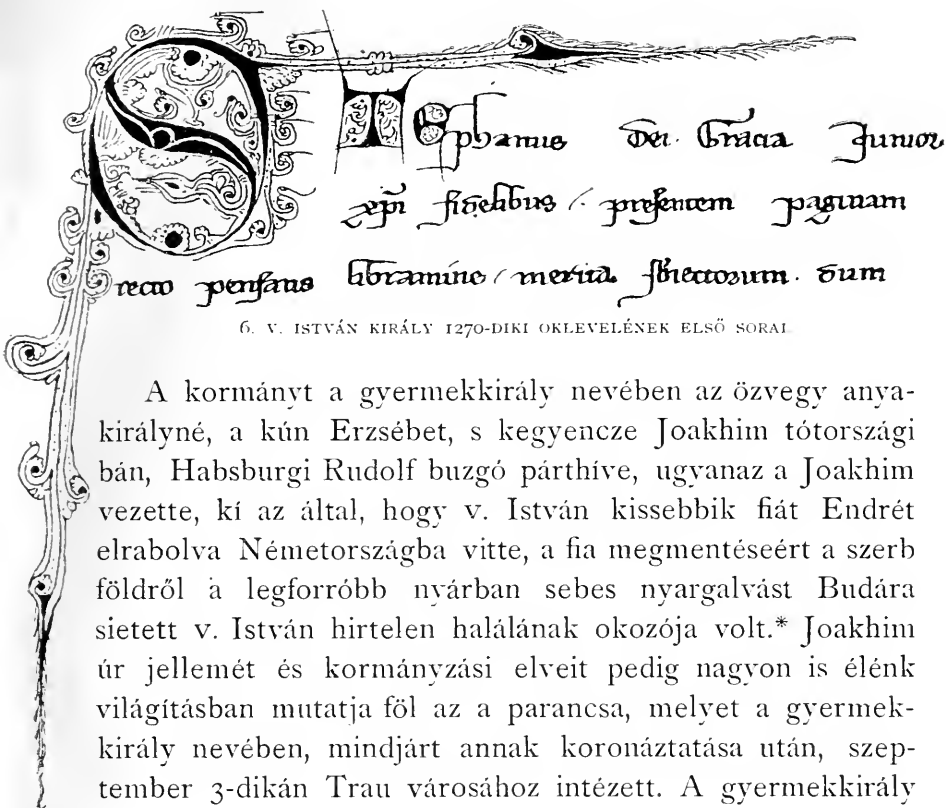 STephanus Dei Gracia Junior
xpi fidelibus presentem paginam
recto pensans libramine merita sbiectorum dum
6. V. ISTVÁN KIRÁLY 1270-DIKI OKLEVELÉNEK ELSŐ SORAI
A kormányt a gyermekkirály nevében az özvegy anya-
királyné, a kún Erzsébet, s kegyencze Joakhim tótországi
bán, Habsburgi Rudolf buzgó párthíve, ugyanaz a Joakhim
vezette, kí az által, hogy V. István kissebbik fiát Endrét
elrabolva Németországba vitte, a fia megmentéseért a szerb
földről a legforróbb nyárban sebes nyargalvást Budára
sietett V. István hirtelen halálának okozója volt.* Joakhim
úr jellemét és kormányzási elveit pedig nagyon is élénk
világításban mutatja föl az a parancsa, melyet a gyermek-
király nevében, mindjárt annak koronáztatása után, szep-
tember 3-dikán Trau városához intézett. A gyermekkirály